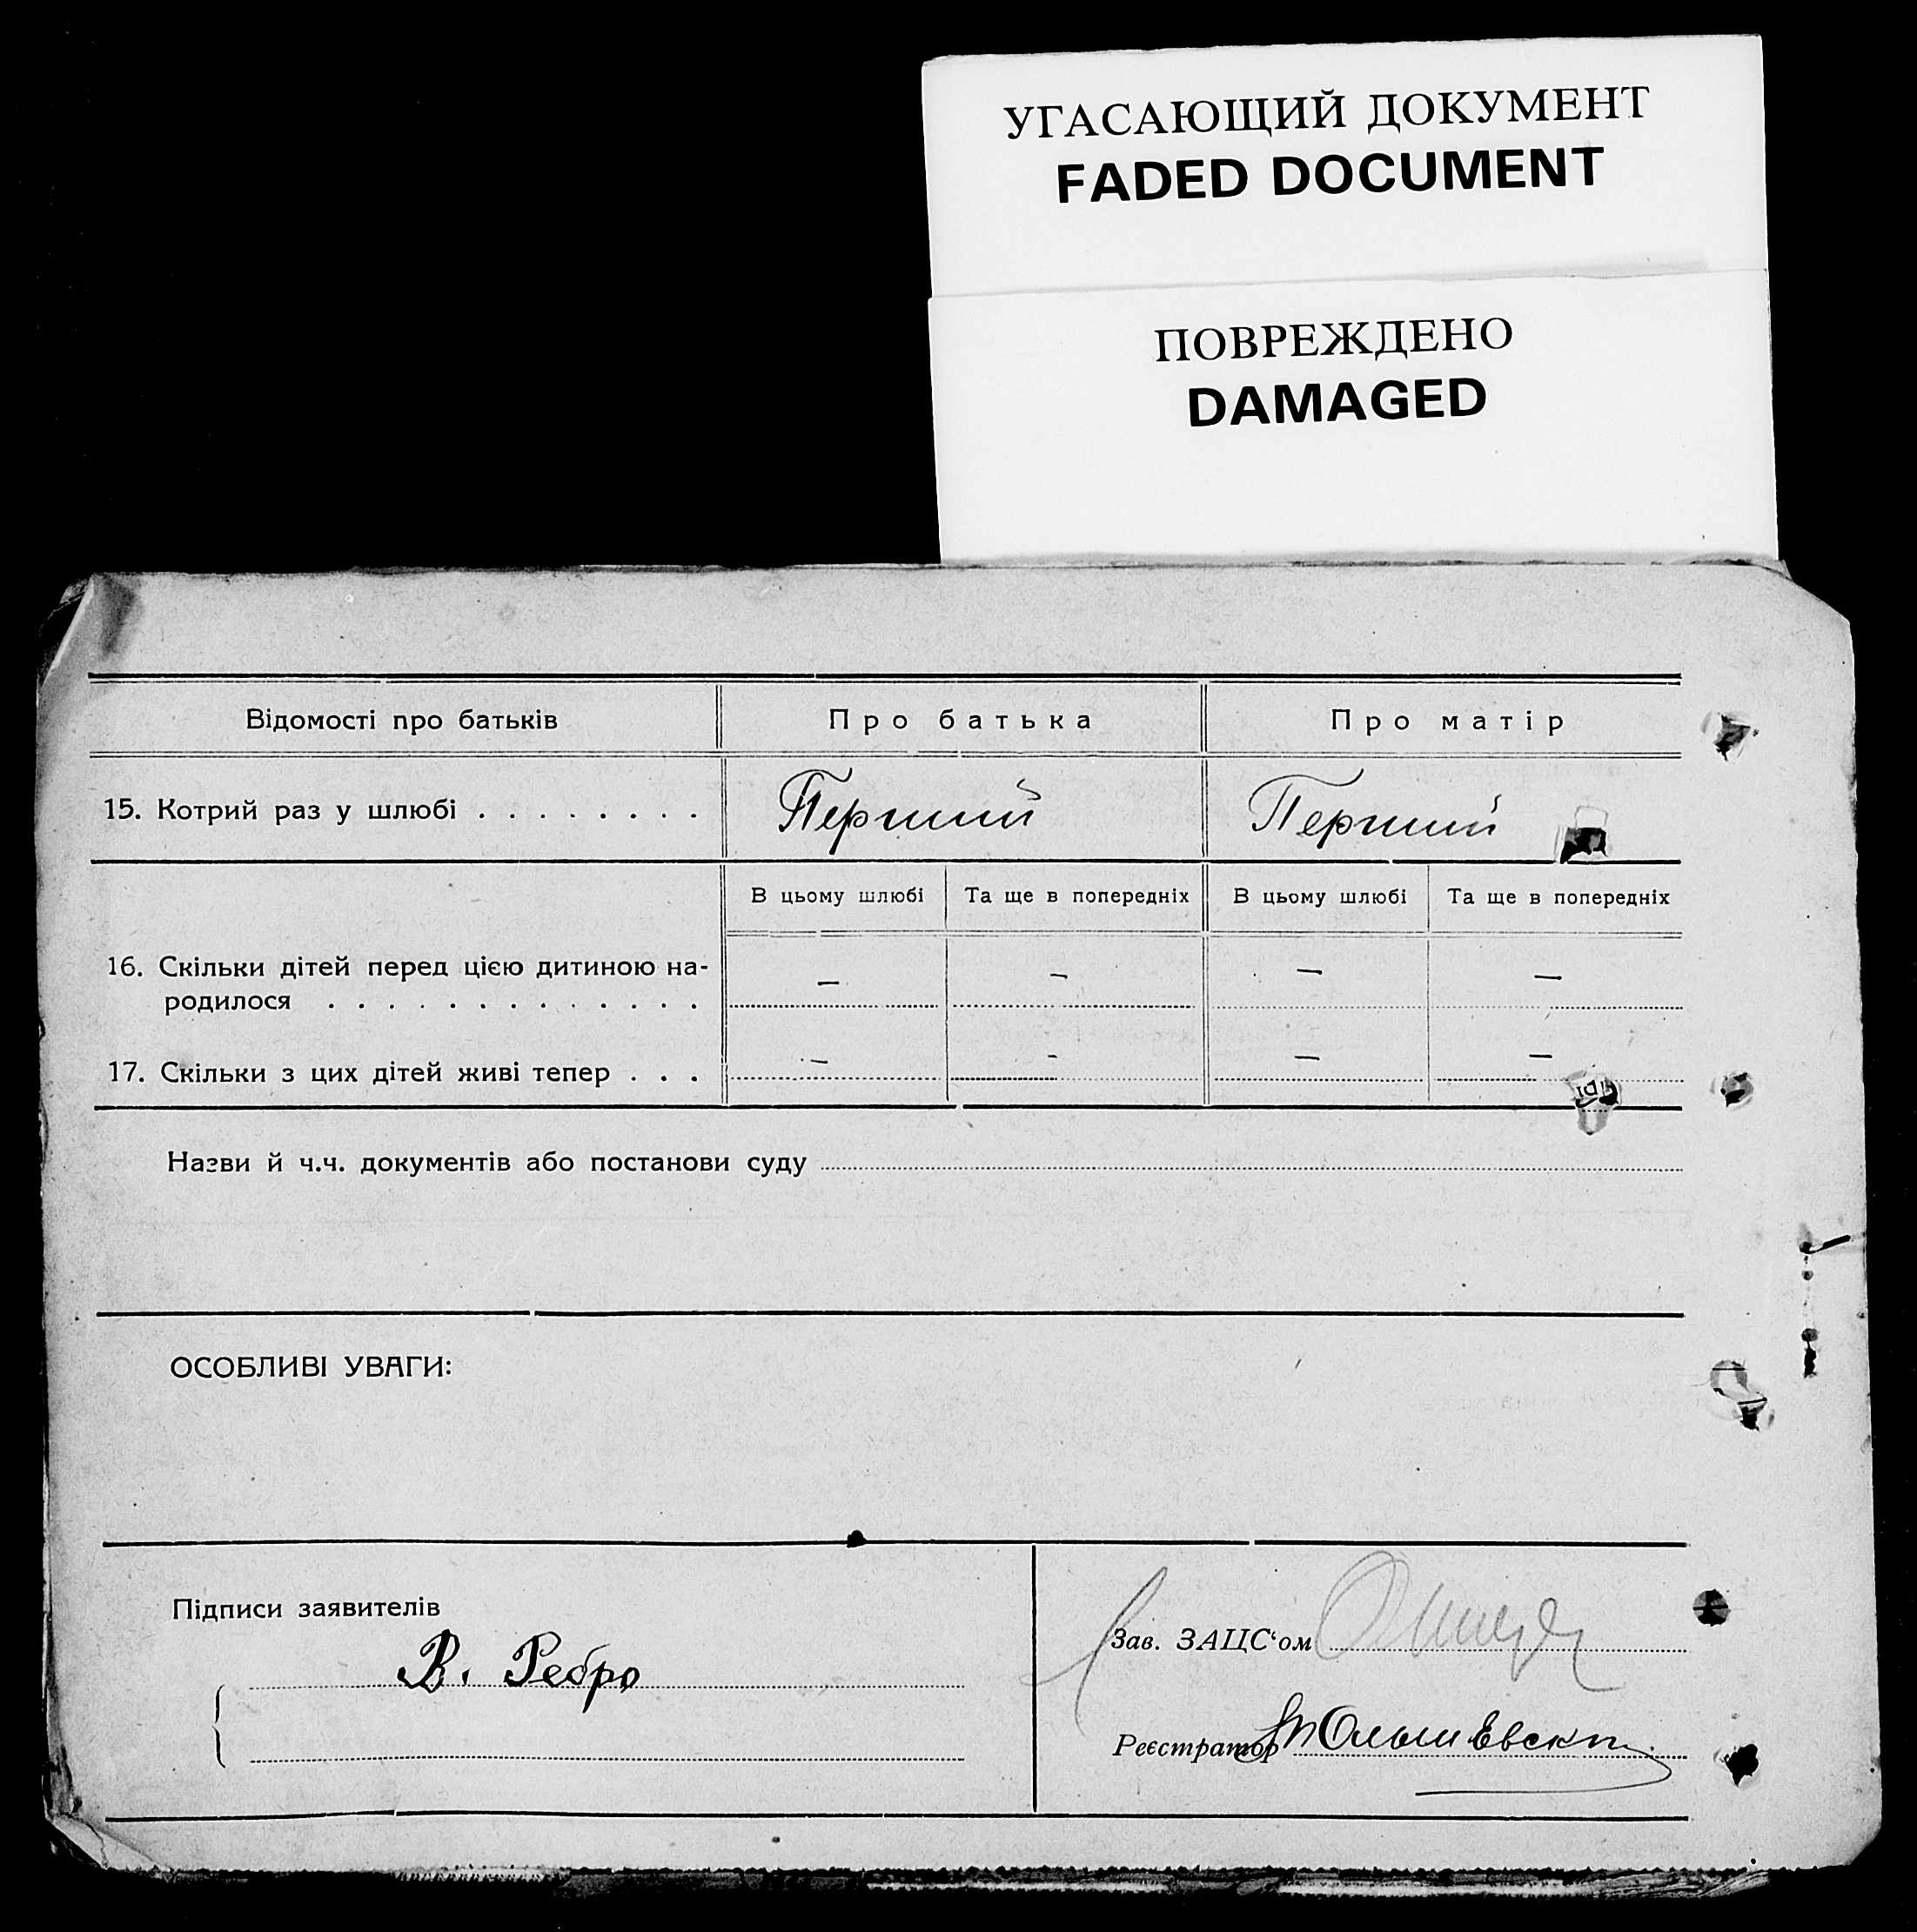 УГАСАЮЩИЙ ДОКУМЕНТ
FADED DOCUMENT
ПОВРЕЖДЕНО
DAMAGED
Відомості про батьків Про батька Про матір
15. Котрий раз у шлюбі . . . . . . . . Перший Перший
В цьому шлюбі Та ще в попередніх В цьому шлюбі Та ще в попередніх
16. Скільки дітей перед цією дитиною на-
родилося . . . . . . . . . . . . . — — — —
17. Скільки з цих дітей живі тепер . . . — — — —
Назви й ч.ч. документів або постанови суду
ОСОБЛИВІ УВАГИ:
Підписи заявителів
В. Ребро
Зав. ЗАЦС‘ом
Реєстратор